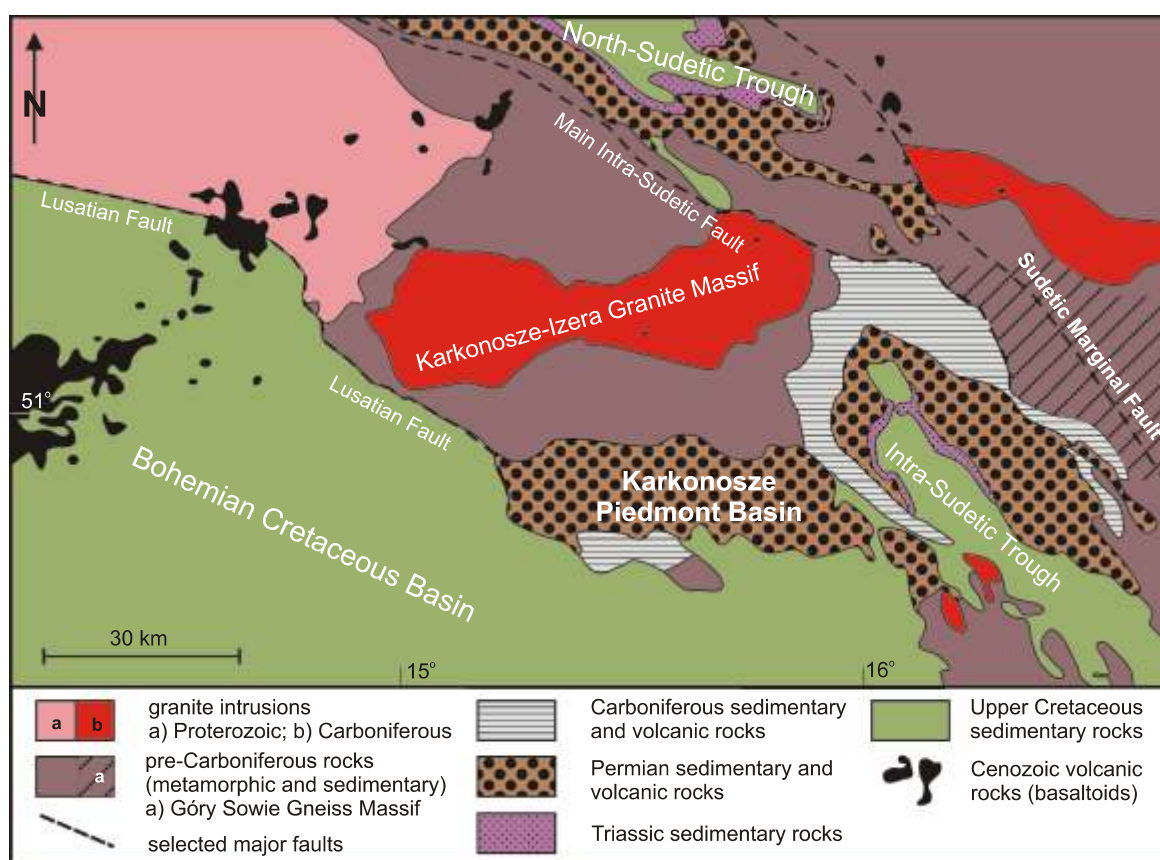 North-Sudetic Trough
N
Main Intra-Sudetic Fault
Lusatian Fault
Sudetic Marginal Fault
Karkonosze-Izera Granite Massif
51°
Lusatian Fault
Intra-Sudetic Trough
Bohemian Cretaceous Basin
Karkonosze
Piedmont Basin
30 km
15°
16°
a b
granite intrusions
a) Proterozoic; b) Carboniferous
a
pre-Carboniferous rocks
(metamorphic and sedimentary)
a) Góry Sowie Gneiss Massif
selected major faults
Carboniferous sedimentary
and volcanic rocks
Permian sedimentary and
volcanic rocks
Triassic sedimentary rocks
Upper Cretaceous
sedimentary rocks
Cenozoic volcanic
rocks (basaltoids)